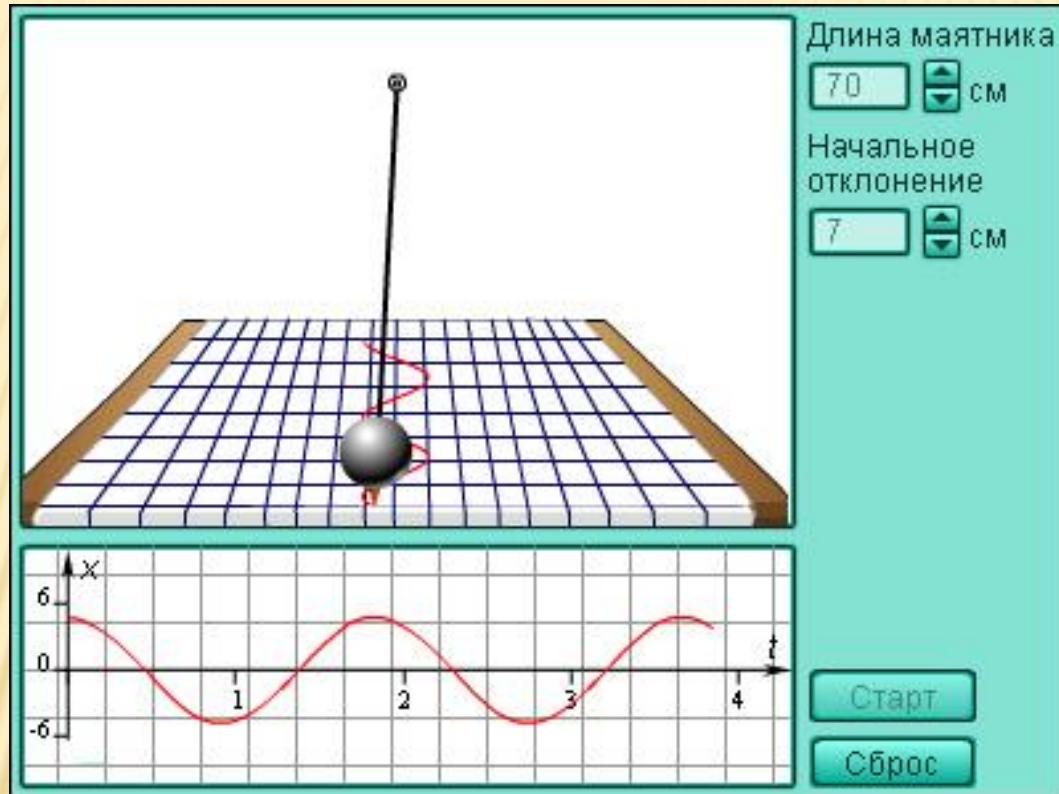 Длина маятника
70 см
Начальное
отклонение
7 см
x
6
0
-6
1 2 3 4
t
Старт
Сброс